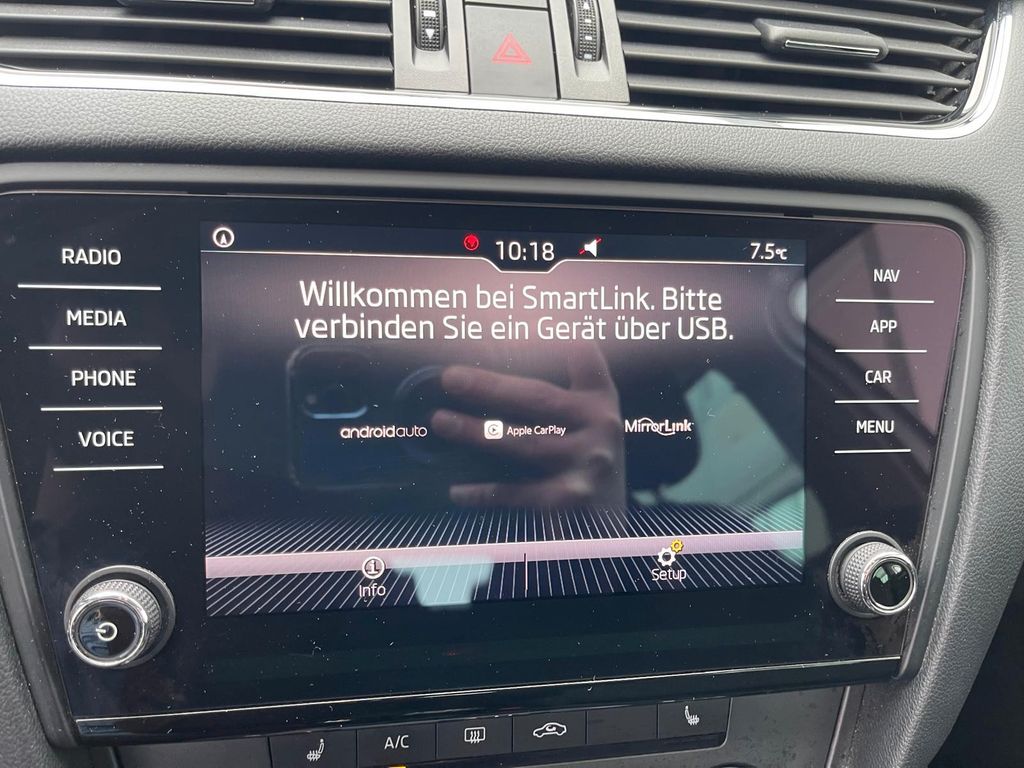 RADIO
MEDIA
PHONE
VOICE
10:18
7.5°C
Willkommen bei SmartLink. Bitte
verbinden Sie ein Gerät über USB.
androidauto
Apple CarPlay
MirrorLink
Info
Setup
NAV
APP
CAR
MENU
A/C